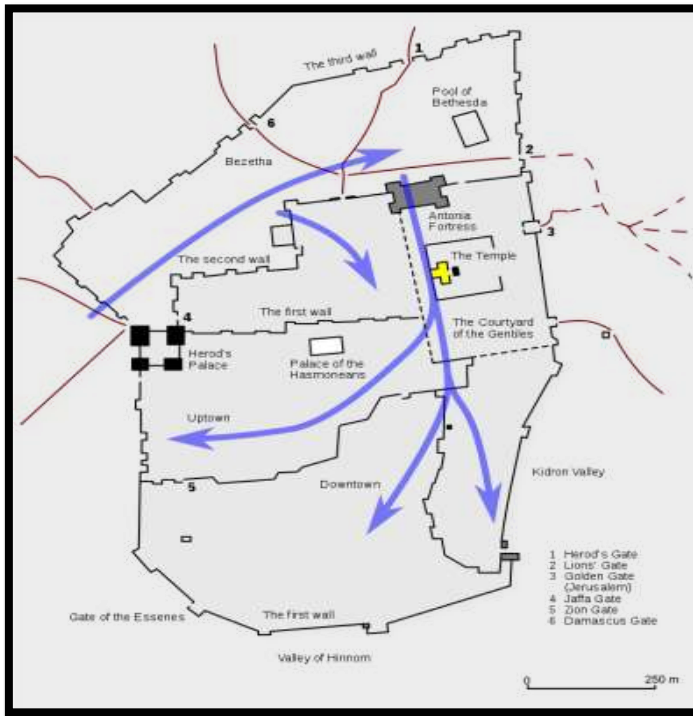 The third wall
1
Pool of
Bethesda
6
Bezetha
2
Antonia
Fortress
3
The second wall
The Temple
The first wall
4
The Courtyard
of the Gentiles
Herod's
Palace
Palace of the
Hasmoneans
Uptown
Downtown
Kidron Valley
5
1 Herod's Gate
2 Lions' Gate
3 Golden Gate
(Jerusalem)
4 Jaffa Gate
5 Zion Gate
6 Damascus Gate
Gate of the Essenes
The first wall
Valley of Hinnom
0 250 m